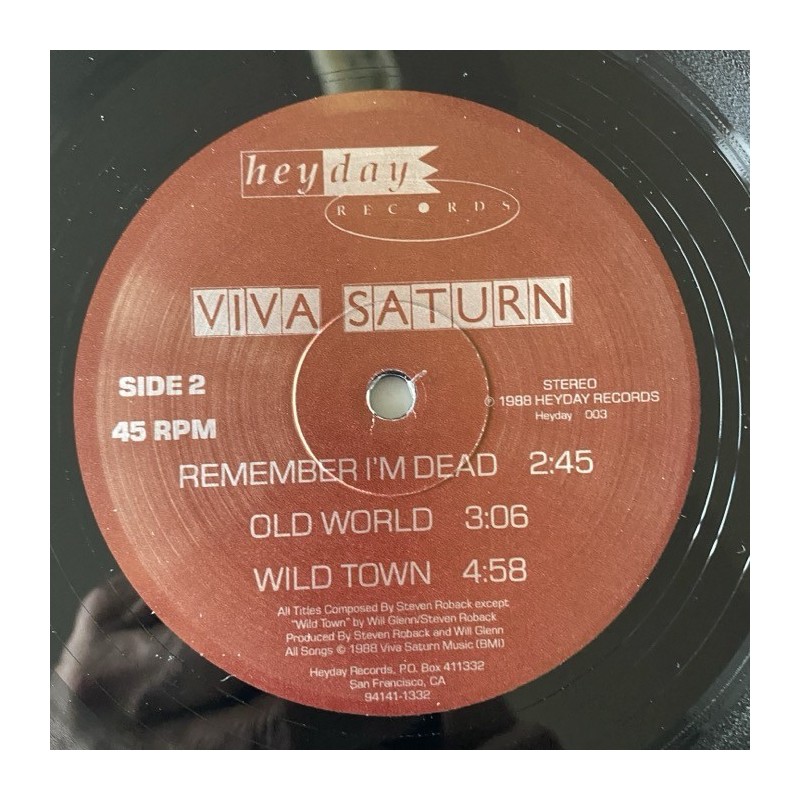 heyday
RECORDS
VIVA SATURN
SIDE 2
45 RPM
STEREO
℗ 1988 HEYDAY RECORDS
Heyday 003
REMEMBER I'M DEAD 2:45
OLD WORLD 3:06
WILD TOWN 4:58
All Titles Composed By Steven Roback except
"Wild Town" by Will Glenn/Steven Roback
Produced By Steven Roback and Will Glenn
All Songs © 1988 Viva Saturn Music (BMI)
Heyday Records, P.O. Box 411332
San Francisco, CA
94141-1332